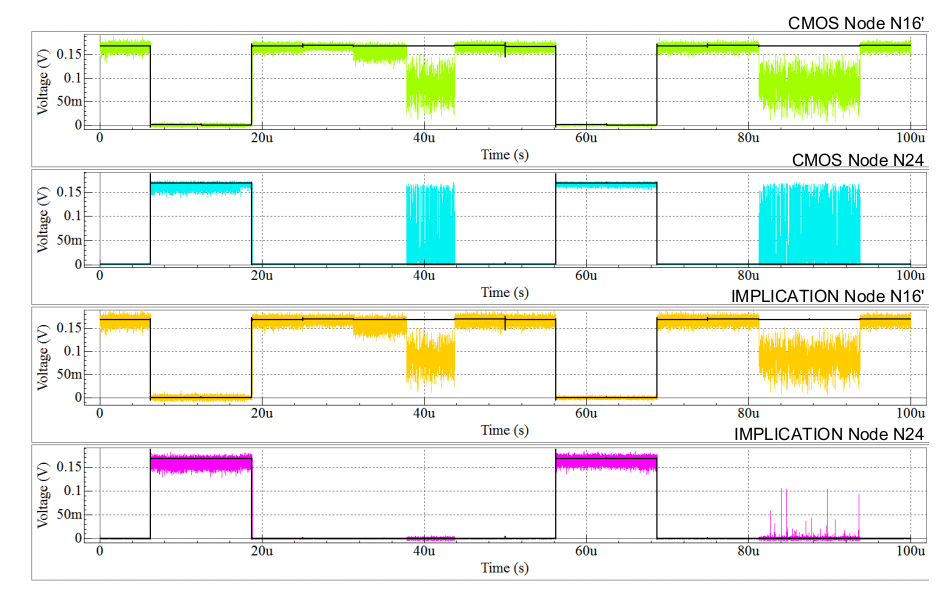 CMOS Node N16'
Voltage (V)
0.15
0.1
50m
0
0 20u 40u 60u 80u 100u
Time (s)
CMOS Node N24
Voltage (V)
0.15
0.1
50m
0
0 20u 40u 60u 80u 100u
Time (s)
IMPLICATION Node N16'
Voltage (V)
0.15
0.1
50m
0
0 20u 40u 60u 80u 100u
Time (s)
IMPLICATION Node N24
Voltage (V)
0.15
0.1
50m
0
0 20u 40u 60u 80u 100u
Time (s)